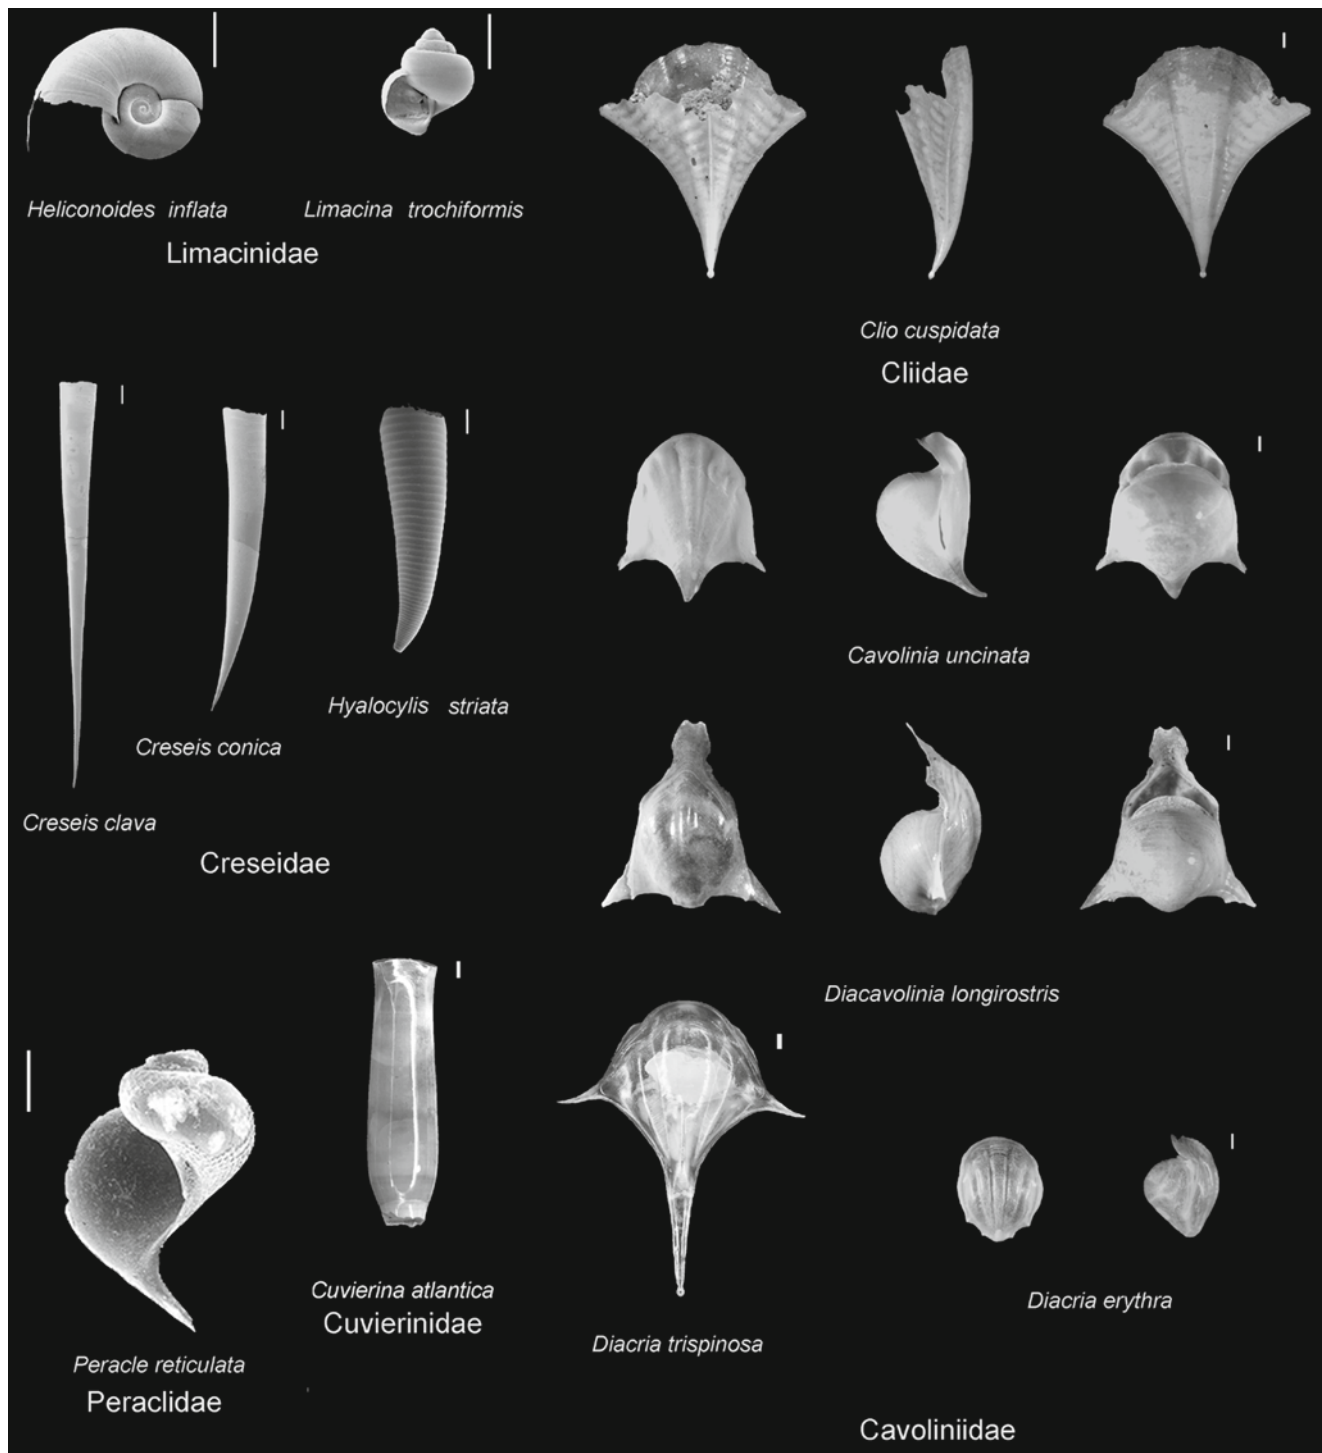 Heliconoides inflata
Limacina trochiformis
Limacinidae
Clio cuspidata
Cliidae
Cavolinia uncinata
Hyalocylis striata
Creseis conica
Creseis clava
Creseidae
Diacavolinia longirostris
Cuvierina atlantica
Cuvierinidae
Diacria erythra
Diacria trispinosa
Peracle reticulata
Peraclidae
Cavoliniidae